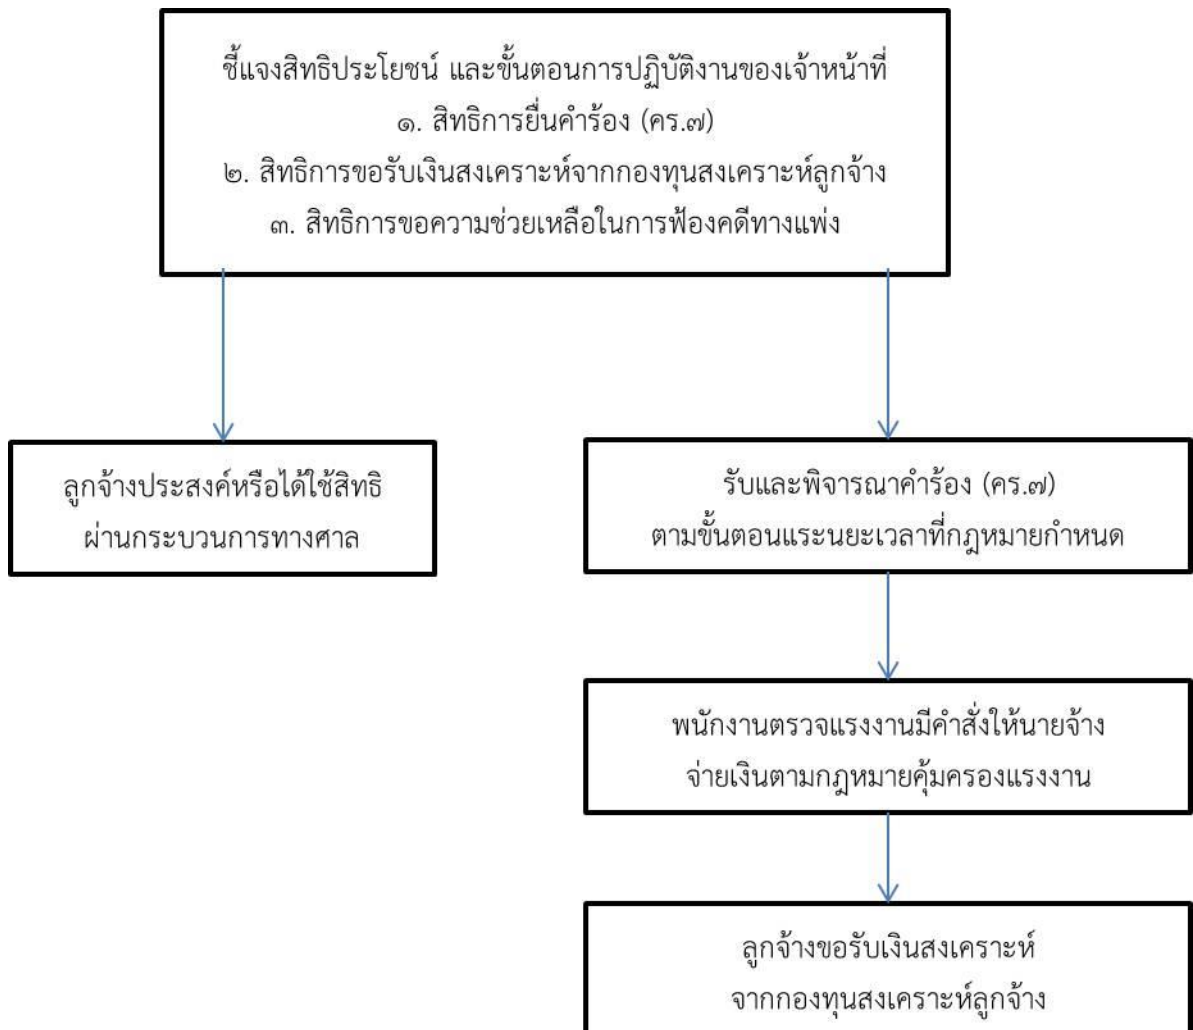 ชี้แจงสิทธิประโยชน์ และขั้นตอนการปฏิบัติงานของเจ้าหน้าที่
๑. สิทธิการยื่นคำร้อง (คร.๗)
๒. สิทธิการขอรับเงินสงเคราะห์จากกองทุนสงเคราะห์ลูกจ้าง
๓. สิทธิการขอความช่วยเหลือในการฟ้องคดีทางแพ่ง
ลูกจ้างประสงค์หรือได้ใช้สิทธิ
ผ่านกระบวนการทางศาล
รับและพิจารณาคำร้อง (คร.๗)
ตามขั้นตอนแระนยะเวลาที่กฎหมายกำหนด
พนักงานตรวจแรงงานมีคำสั่งให้นายจ้าง
จ่ายเงินตามกฎหมายคุ้มครองแรงงาน
ลูกจ้างขอรับเงินสงเคราะห์
จากกองทุนสงเคราะห์ลูกจ้าง